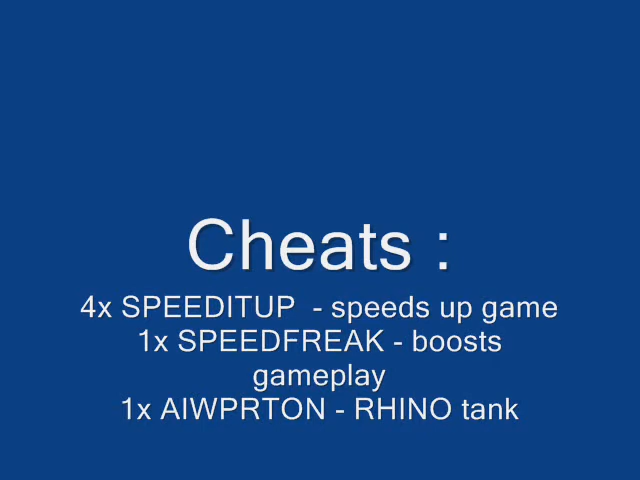 Cheats :
4x SPEEDITUP  - speeds up game
1x SPEEDFREAK - boosts
gameplay
1x AIWPRTON - RHINO tank